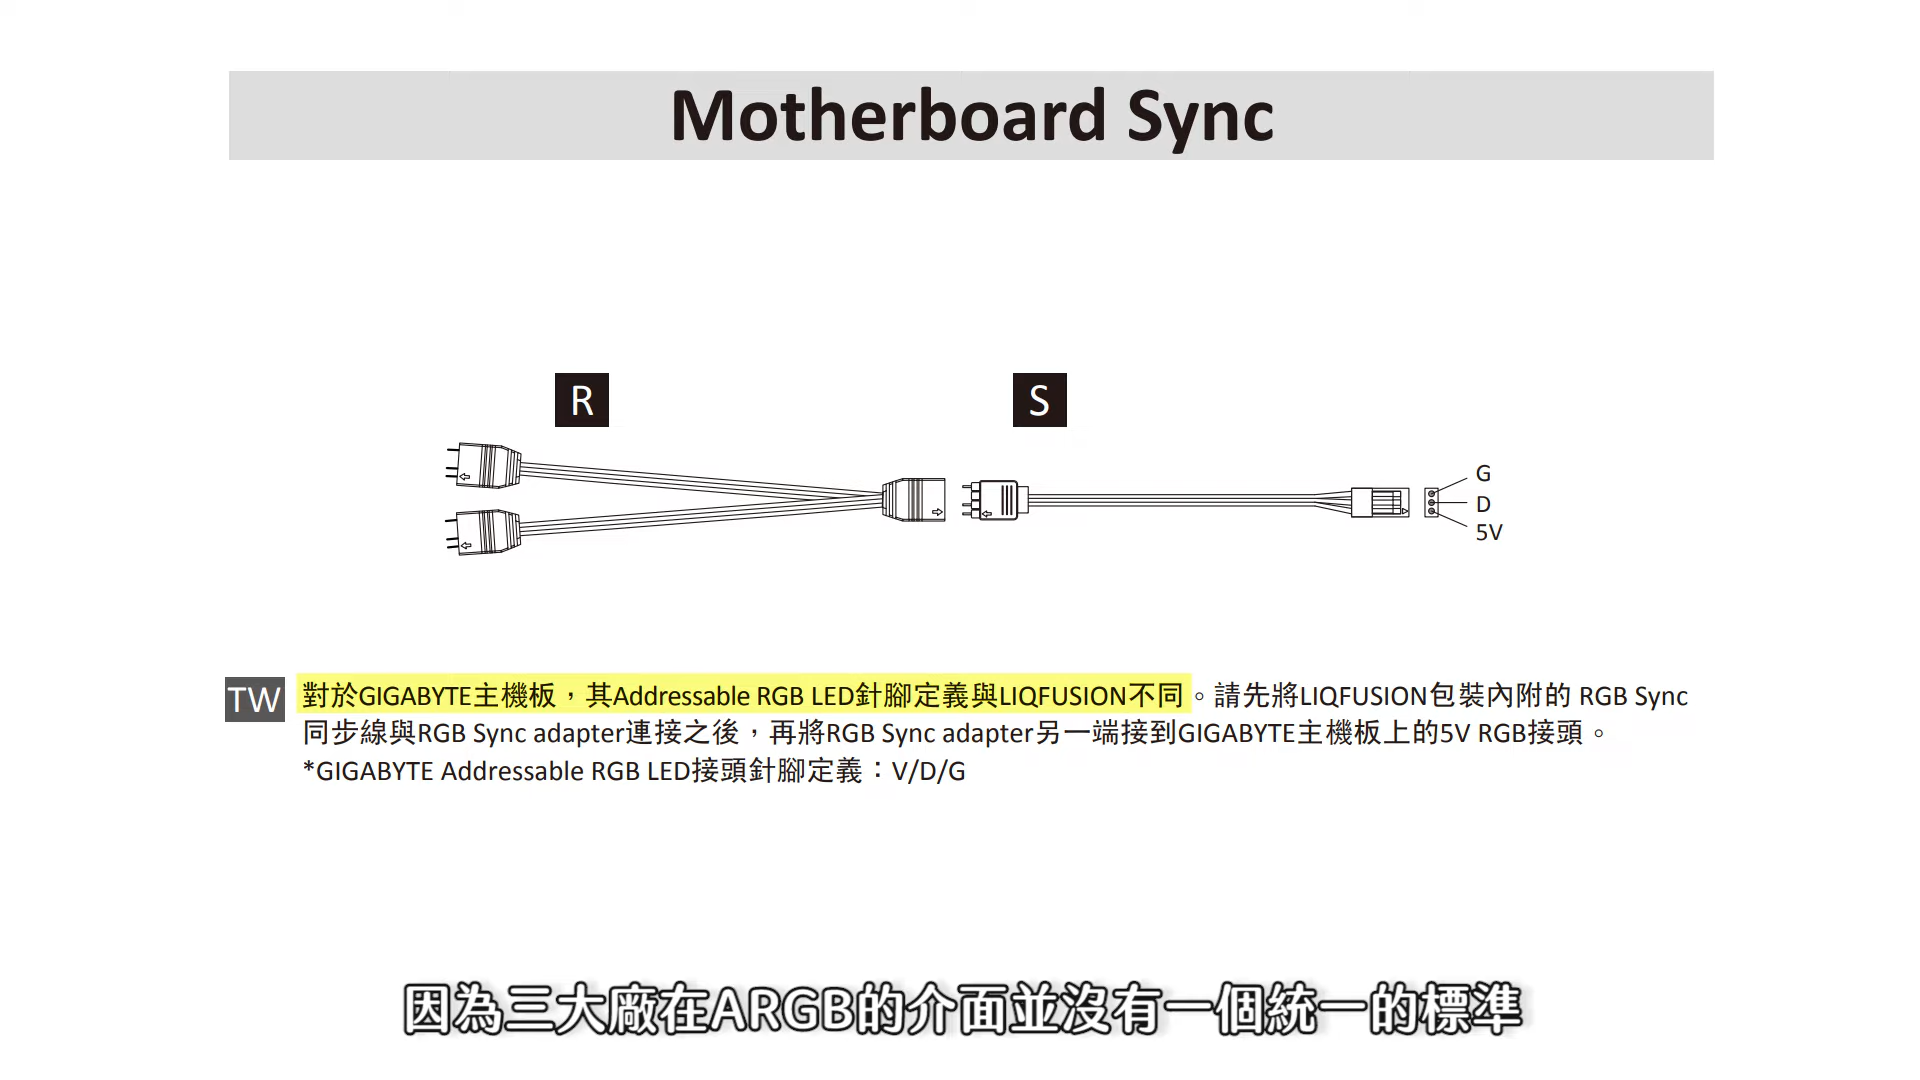 Motherboard Sync
R
S
G
D
5V
TW
對於GIGABYTE主機板，其Addressable RGB LED針腳定義與LIQFUSION不同。請先將LIQFUSION包裝內附的 RGB Sync
同步線與RGB Sync adapter連接之後，再將RGB Sync adapter另一端接到GIGABYTE主機板上的5V RGB接頭。
*GIGABYTE Addressable RGB LED接頭針腳定義：V/D/G
因為三大廠在ARGB的介面並沒有一個統一的標準